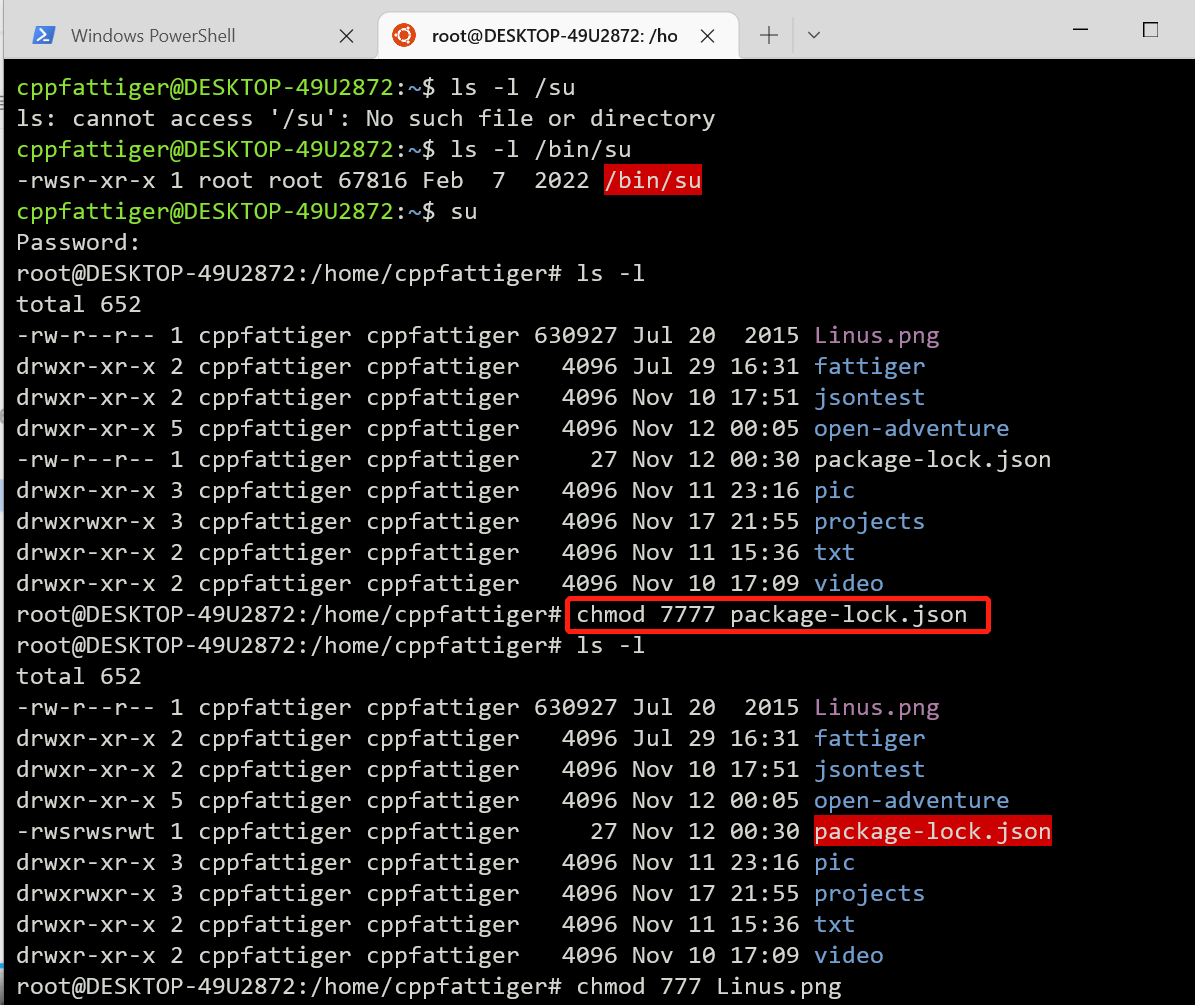 Windows PowerShell
root@DESKTOP-49U2872: /ho
cppfattiger@DESKTOP-49U2872:~$ ls -l /su
ls: cannot access '/su': No such file or directory
cppfattiger@DESKTOP-49U2872:~$ ls -l /bin/su
-rwsr-xr-x 1 root root 67816 Feb  7  2022 /bin/su
cppfattiger@DESKTOP-49U2872:~$ su
Password:
root@DESKTOP-49U2872:/home/cppfattiger# ls -l
total 652
-rw-r--r-- 1 cppfattiger cppfattiger 630927 Jul 20  2015 Linus.png
drwxr-xr-x 2 cppfattiger cppfattiger   4096 Jul 29 16:31 fattiger
drwxr-xr-x 2 cppfattiger cppfattiger   4096 Nov 10 17:51 jsontest
drwxr-xr-x 5 cppfattiger cppfattiger   4096 Nov 12 00:05 open-adventure
-rw-r--r-- 1 cppfattiger cppfattiger     27 Nov 12 00:30 package-lock.json
drwxr-xr-x 3 cppfattiger cppfattiger   4096 Nov 11 23:16 pic
drwxrwxr-x 3 cppfattiger cppfattiger   4096 Nov 17 21:55 projects
drwxr-xr-x 2 cppfattiger cppfattiger   4096 Nov 11 15:36 txt
drwxr-xr-x 2 cppfattiger cppfattiger   4096 Nov 10 17:09 video
root@DESKTOP-49U2872:/home/cppfattiger# chmod 7777 package-lock.json
root@DESKTOP-49U2872:/home/cppfattiger# ls -l
total 652
-rw-r--r-- 1 cppfattiger cppfattiger 630927 Jul 20  2015 Linus.png
drwxr-xr-x 2 cppfattiger cppfattiger   4096 Jul 29 16:31 fattiger
drwxr-xr-x 2 cppfattiger cppfattiger   4096 Nov 10 17:51 jsontest
drwxr-xr-x 5 cppfattiger cppfattiger   4096 Nov 12 00:05 open-adventure
-rwsrwsrwt 1 cppfattiger cppfattiger     27 Nov 12 00:30 package-lock.json
drwxr-xr-x 3 cppfattiger cppfattiger   4096 Nov 11 23:16 pic
drwxrwxr-x 3 cppfattiger cppfattiger   4096 Nov 17 21:55 projects
drwxr-xr-x 2 cppfattiger cppfattiger   4096 Nov 11 15:36 txt
drwxr-xr-x 2 cppfattiger cppfattiger   4096 Nov 10 17:09 video
root@DESKTOP-49U2872:/home/cppfattiger# chmod 777 Linus.png